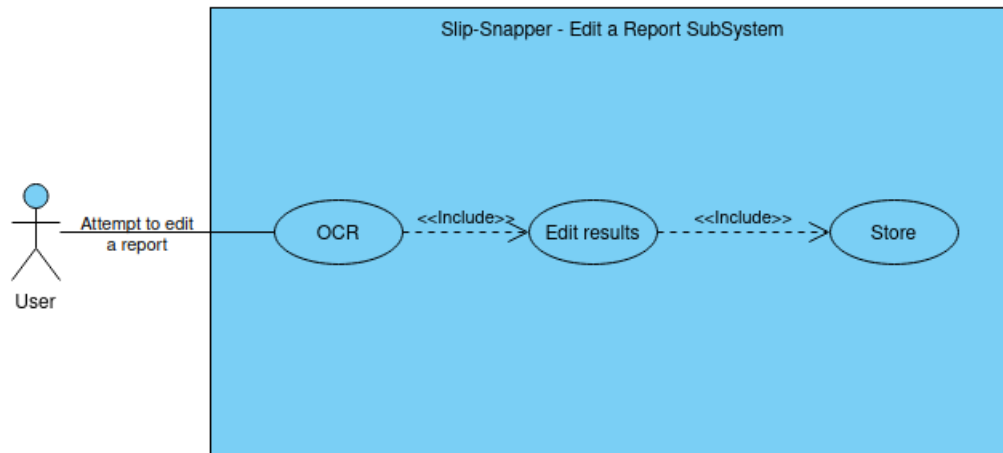 Slip-Snapper - Edit a Report SubSystem
Attempt to edit
a report
OCR
<<Include>>
Edit results
<<Include>>
Store
User